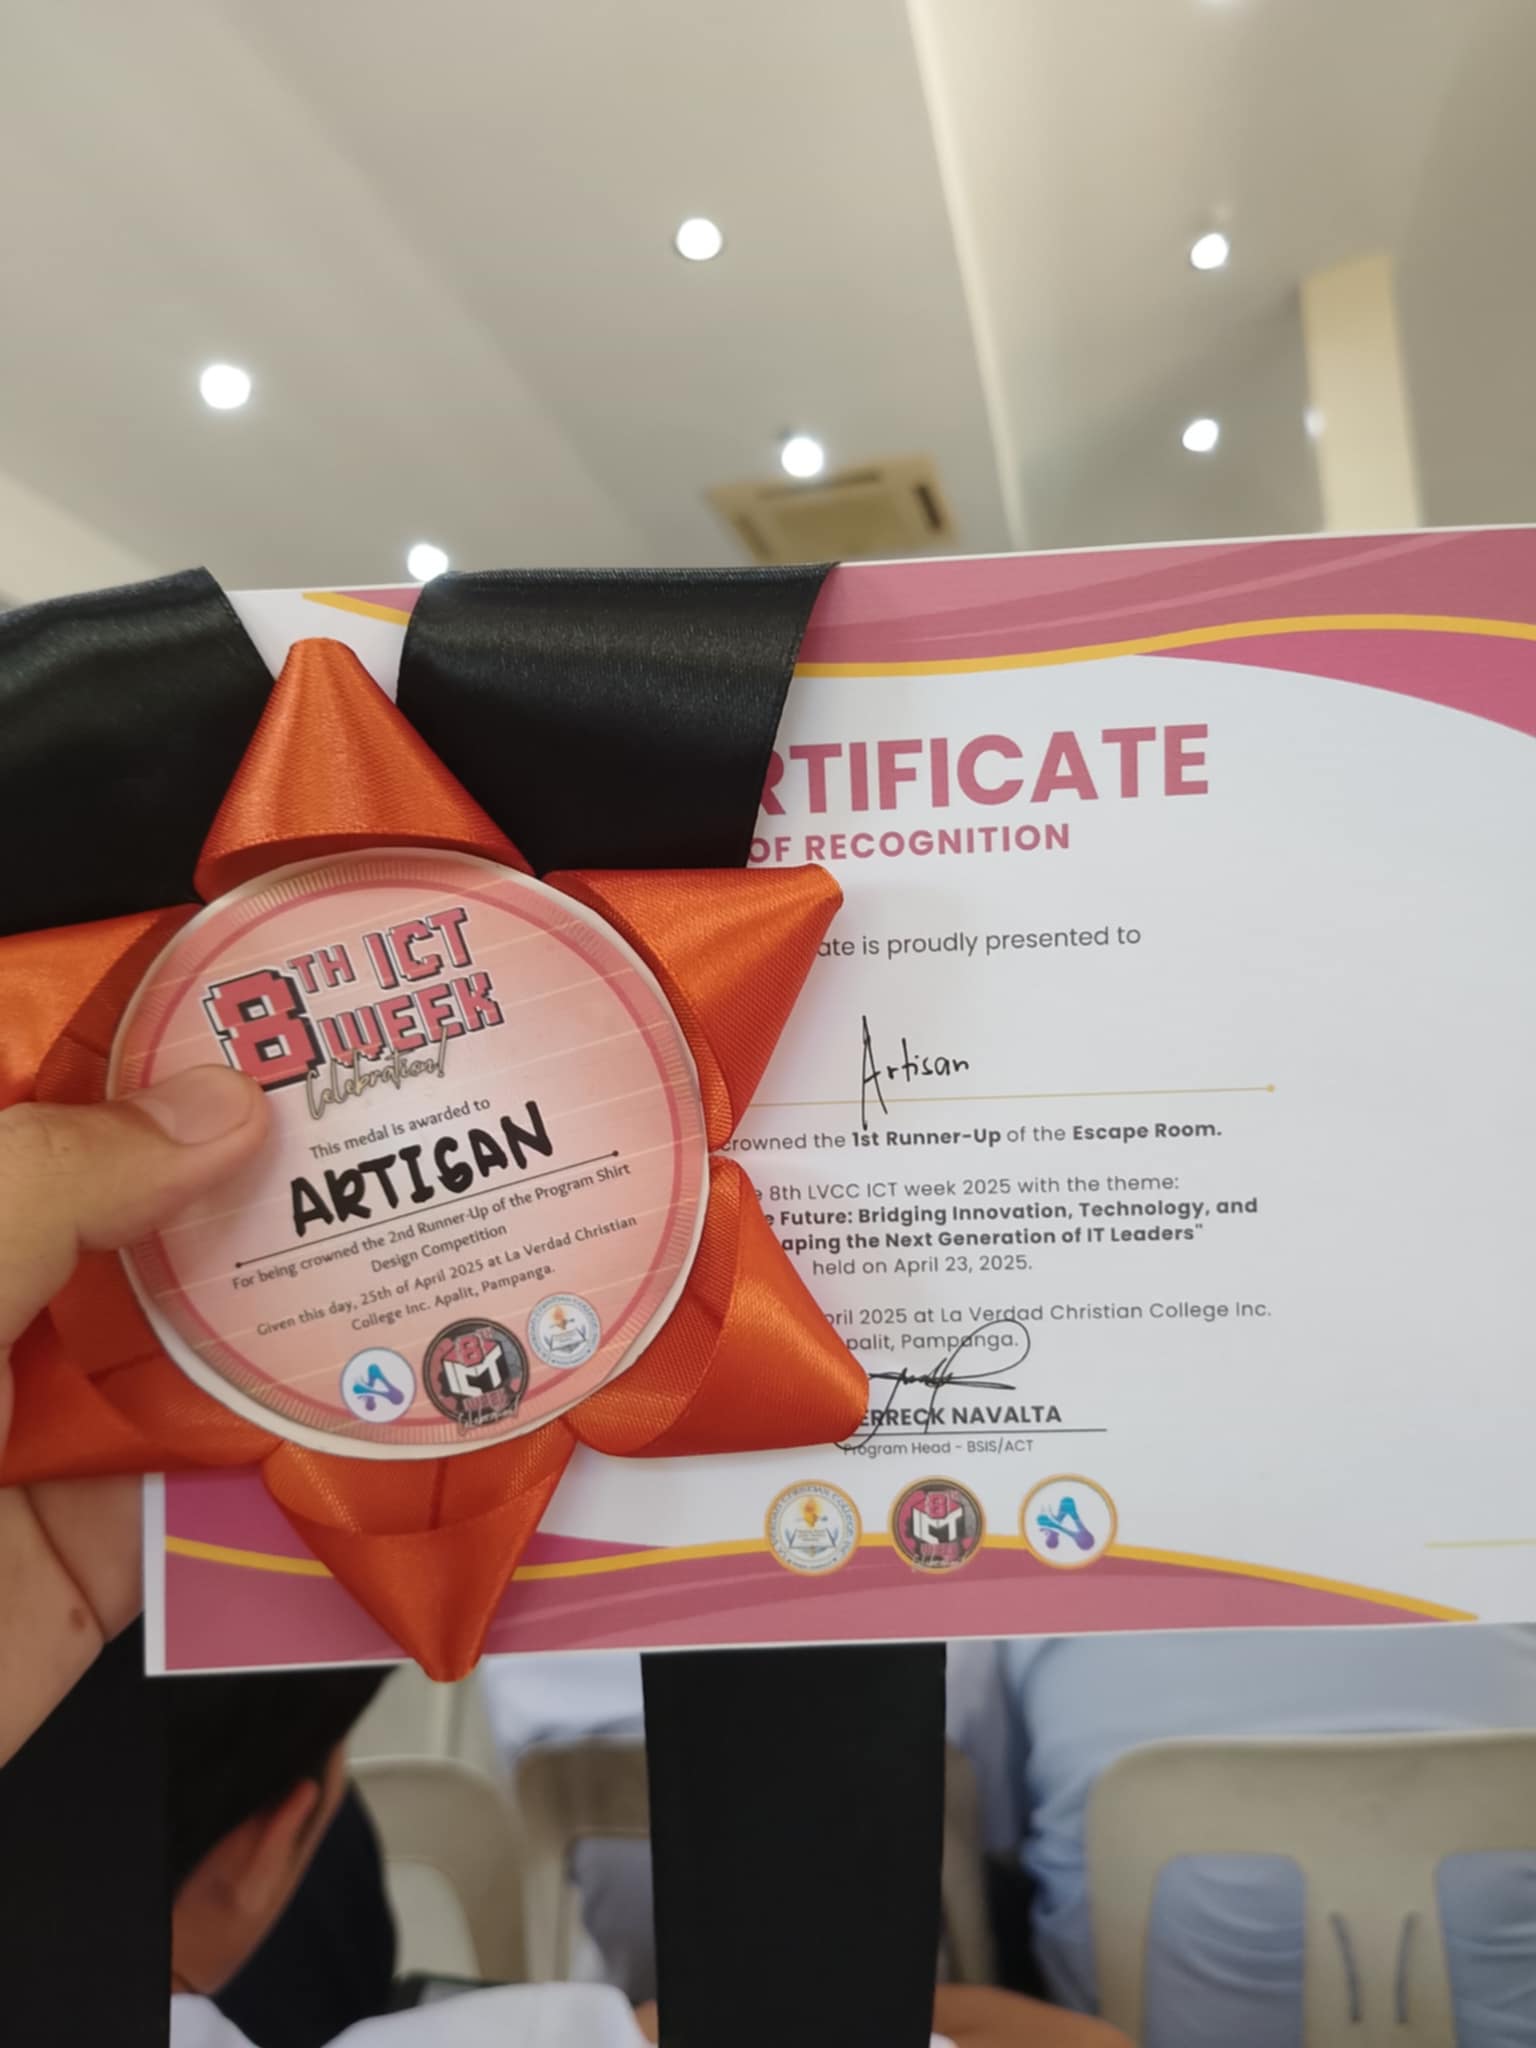 8TH ICT
WEEK
Celebration!
This medal is awarded to
ARTISAN
For being crowned the 2nd Runner-Up of the Program Shirt
Design Competition
Given this day, 25th of April 2025 at La Verdad Christian
College Inc. Apalit, Pampanga.
RTIFICATE
OF RECOGNITION
ate is proudly presented to
Artisan
crowned the 1st Runner-Up of the Escape Room.
e 8th LVCC ICT week 2025 with the theme:
e Future: Bridging Innovation, Technology, and
aping the Next Generation of IT Leaders"
held on April 23, 2025.
pril 2025 at La Verdad Christian College Inc.
palit, Pampanga.
ERRECK NAVALTA
Program Head - BSIS/ACT